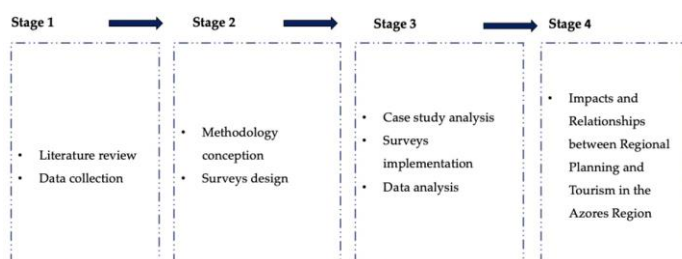 Stage 1
Stage 2
Stage 3
Stage 4
• Literature review
• Data collection
• Methodology
conception
• Surveys design
• Case study analysis
• Surveys
implementation
• Data analysis
• Impacts and
Relationships
between Regional
Planning and
Tourism in the
Azores Region